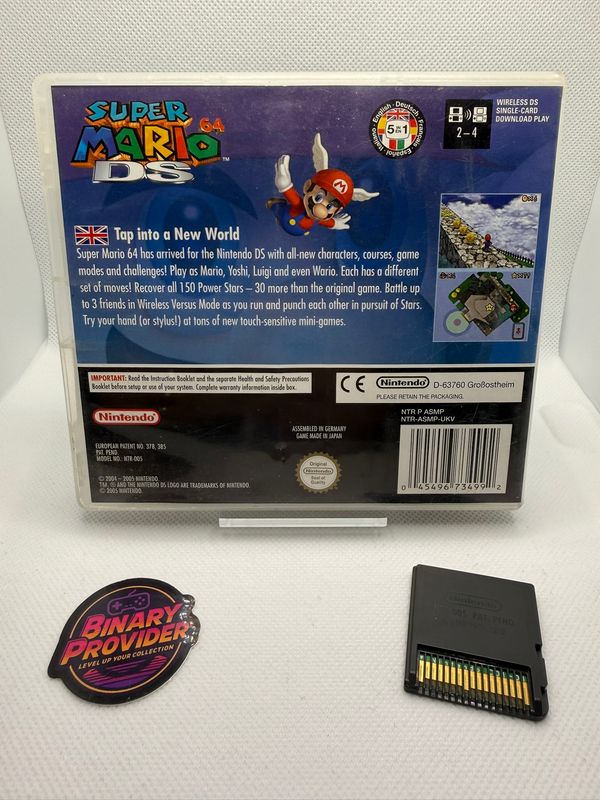 SUPER
MARIO 64
DS™
English - Deutsch - Français
Español - Italiano
5 IN 1
2-4
WIRELESS DS
SINGLE-CARD
DOWNLOAD PLAY
Tap into a New World
Super Mario 64 has arrived for the Nintendo DS with all-new characters, courses, game
modes and challenges! Play as Mario, Yoshi, Luigi and even Wario. Each has a different
set of moves! Recover all 150 Power Stars – 30 more than the original game. Battle up
to 3 friends in Wireless Versus Mode as you run and punch each other in pursuit of Stars.
Try your hand (or stylus!) at tons of new touch-sensitive mini-games.
IMPORTANT: Read the Instruction Booklet and the separate Health and Safety Precautions
Booklet before setup or use of your system. Complete warranty information inside box.
CE
Nintendo
D-63760 Großostheim
PLEASE RETAIN THE PACKAGING.
Nintendo
EUROPEAN PATENT NO. 378, 385
PAT. PEND.
MODEL NO.: NTR-005
© 2004 – 2005 NINTENDO.
TM, ® AND THE NINTENDO DS LOGO ARE TRADEMARKS OF NINTENDO.
© 2005 NINTENDO.
ASSEMBLED IN GERMANY
GAME MADE IN JAPAN
Original
Nintendo
Seal of
Quality
NTR P ASMP
NTR-ASMP-UKV
0 45496 73499 2
BINARY
PROVIDER
LEVEL UP YOUR COLLECTION
Nintendo
PAT. PEND.